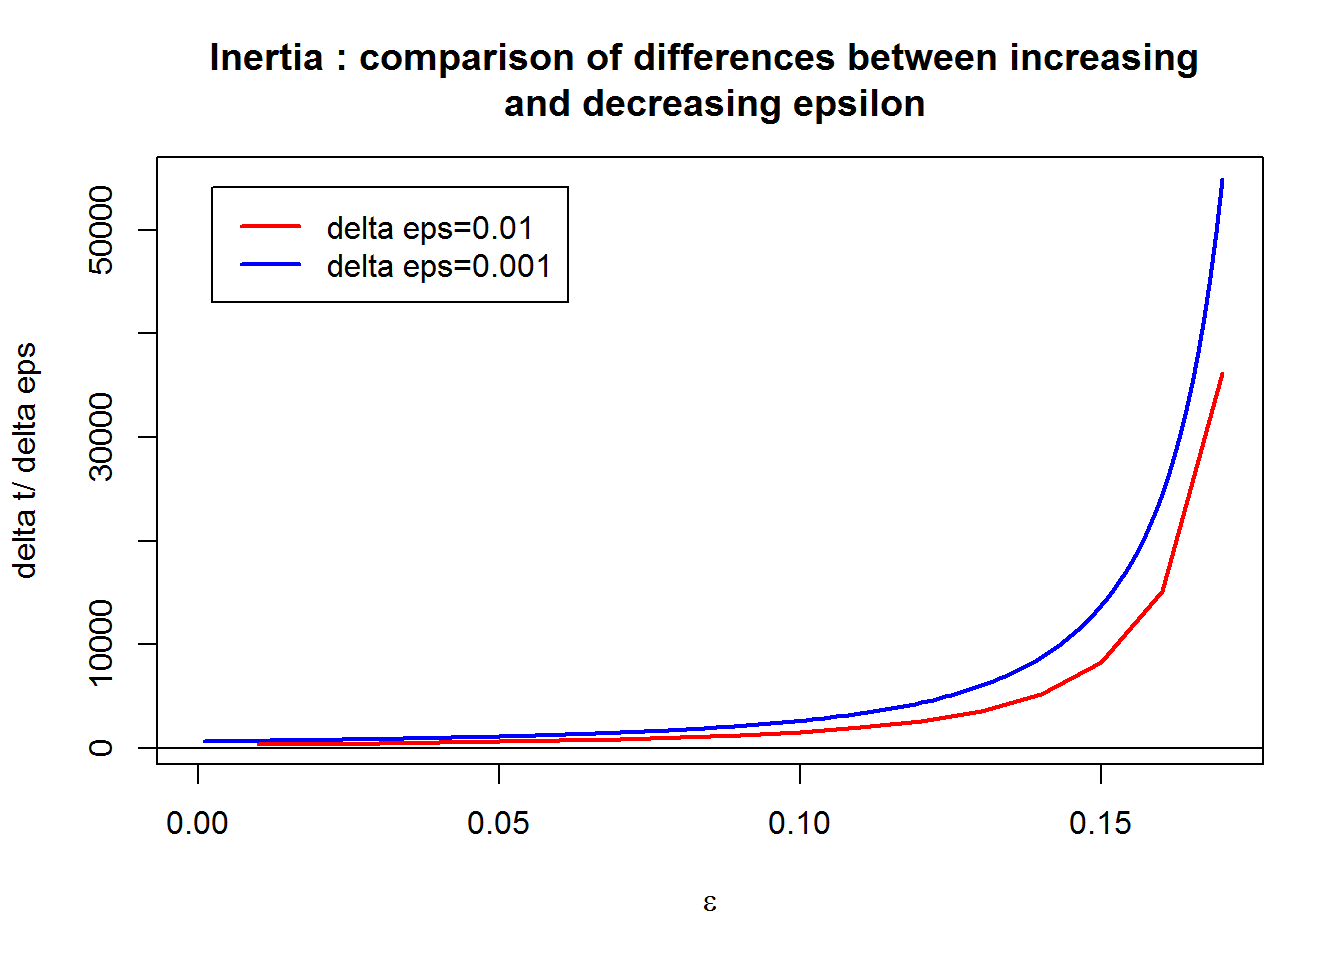 Inertia : comparison of differences between increasing
and decreasing epsilon
delta eps=0.01
delta eps=0.001
delta t/ delta eps
50000
30000
10000
0
0.00 0.05 0.10 0.15
ε